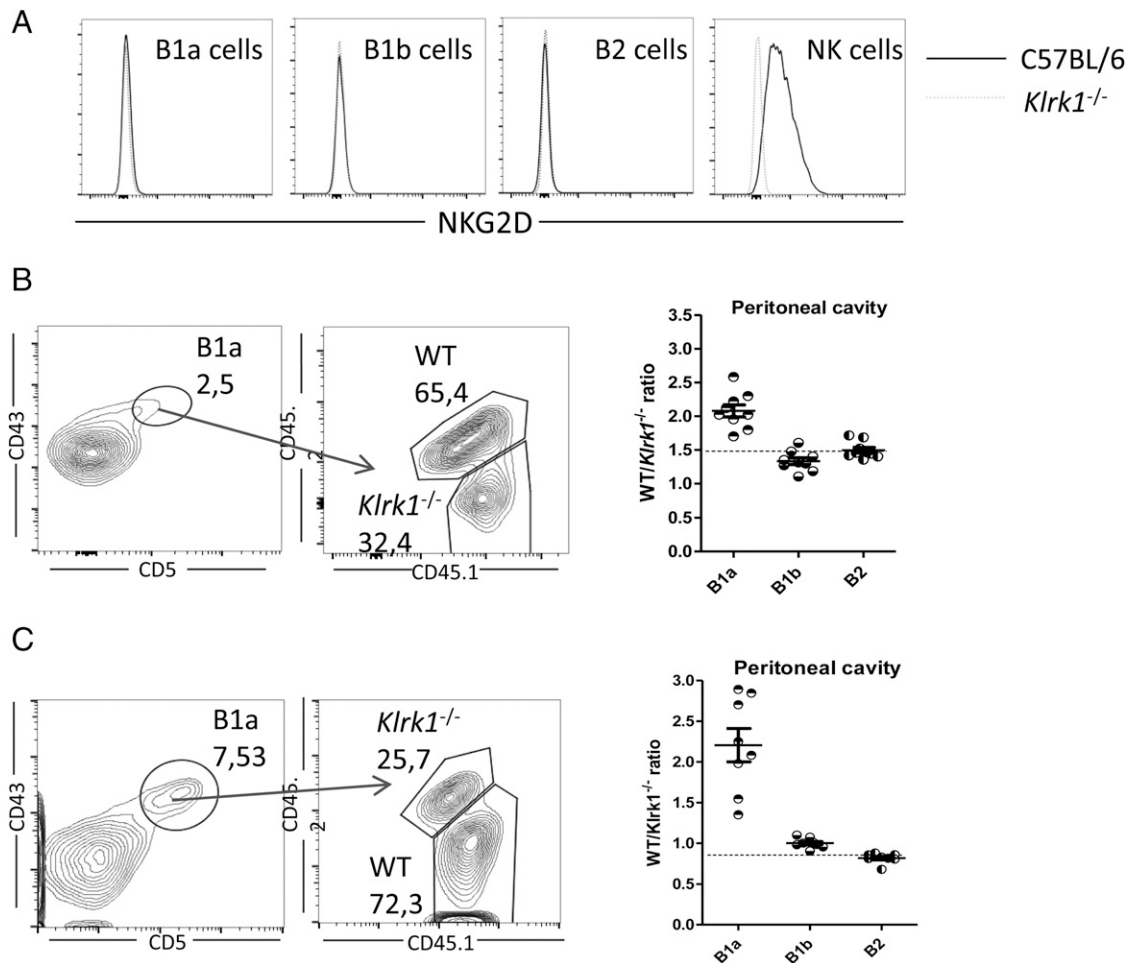 A
B1a cells
B1b cells
B2 cells
NK cells
C57BL/6
Klrk1-/-
NKG2D
B
CD43
B1a
2,5
CD5
CD45.
2
WT
65,4
Klrk1-/-
32,4
CD45.1
Peritoneal cavity
WT/Klrk1-/- ratio
3.5
3.0
2.5
2.0
1.5
1.0
0.5
0.0
B1a
B1b
B2
C
CD43
B1a
7,53
CD5
CD45.
2
Klrk1-/-
25,7
WT
72,3
CD45.1
Peritoneal cavity
WT/Klrk1-/- ratio
3.0
2.5
2.0
1.5
1.0
0.5
0.0
B1a
B1b
B2